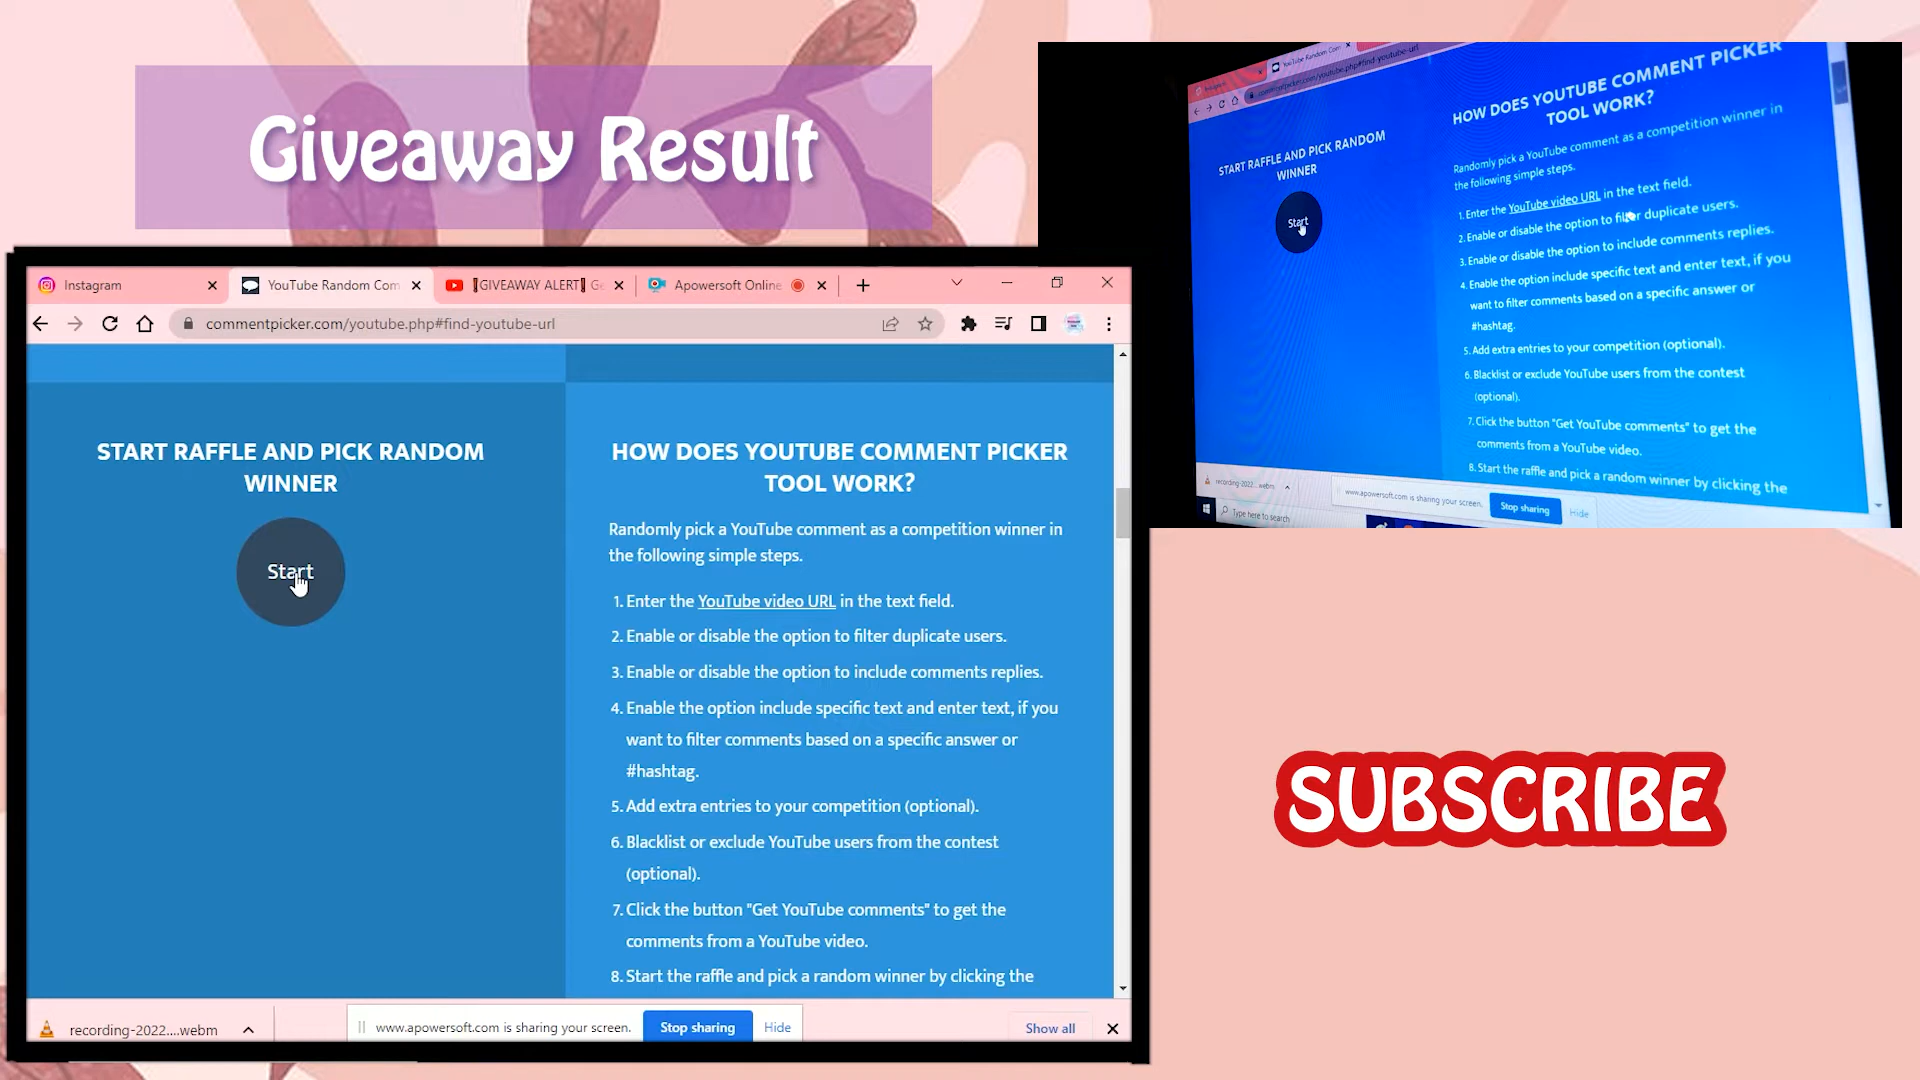 Giveaway Result
Instagram
YouTube Random Com
GIVEAWAY ALERT
Apowersoft Online
commentpicker.com/youtube.php#find-youtube-url
START RAFFLE AND PICK RANDOM
WINNER
Start
HOW DOES YOUTUBE COMMENT PICKER
TOOL WORK?
Randomly pick a YouTube comment as a competition winner in
the following simple steps.
1. Enter the YouTube video URL in the text field.
2. Enable or disable the option to filter duplicate users.
3. Enable or disable the option to include comments replies.
4. Enable the option include specific text and enter text, if you
want to filter comments based on a specific answer or
#hashtag.
5. Add extra entries to your competition (optional).
6. Blacklist or exclude YouTube users from the contest
(optional).
7. Click the button "Get YouTube comments" to get the
comments from a YouTube video.
8. Start the raffle and pick a random winner by clicking the
recording-2022....webm
www.apowersoft.com is sharing your screen.
Stop sharing
Hide
Show all
YouTube Random Com
commentpicker.com/youtube.php#find-youtube-url
START RAFFLE AND PICK RANDOM
WINNER
Start
HOW DOES YOUTUBE COMMENT PICKER
TOOL WORK?
Randomly pick a YouTube comment as a competition winner in
the following simple steps.
1. Enter the YouTube video URL in the text field.
2. Enable or disable the option to filter duplicate users.
3. Enable or disable the option to include comments replies.
4. Enable the option include specific text and enter text, if you
want to filter comments based on a specific answer or
#hashtag.
5. Add extra entries to your competition (optional).
6. Blacklist or exclude YouTube users from the contest
(optional).
7. Click the button "Get YouTube comments" to get the
comments from a YouTube video.
8. Start the raffle and pick a random winner by clicking the
recording-2022....webm
www.apowersoft.com is sharing your screen.
Stop sharing
Hide
Type here to search
SUBSCRIBE